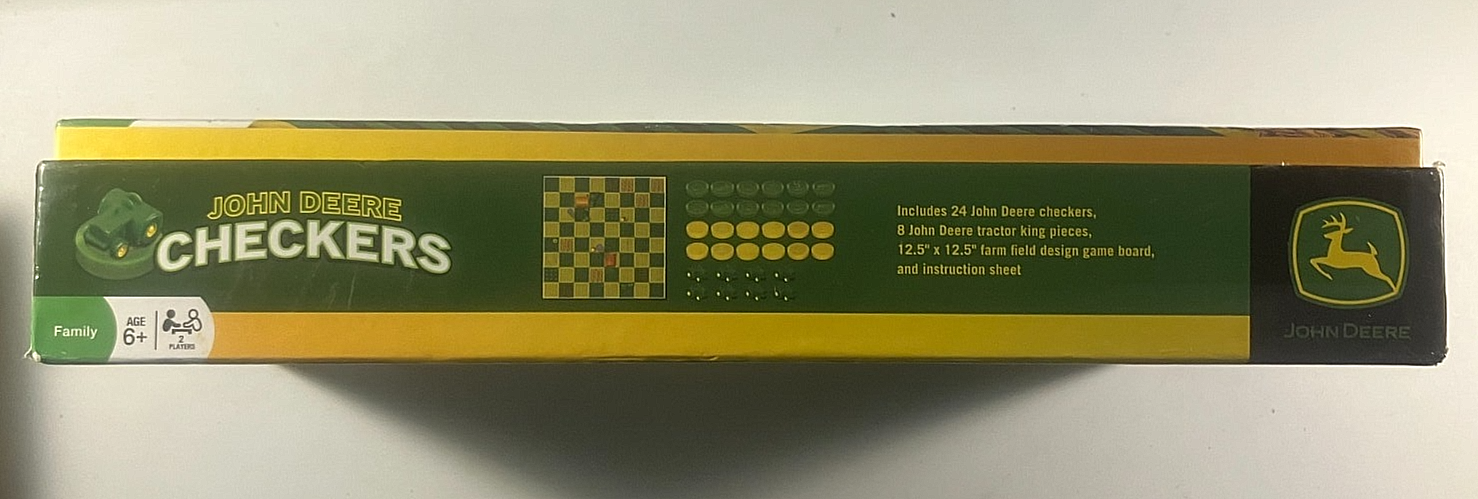 JOHN DEERE
CHECKERS
Family
AGE
6+
2
PLAYERS
Includes 24 John Deere checkers,
8 John Deere tractor king pieces,
12.5" x 12.5" farm field design game board,
and instruction sheet
JOHN DEERE